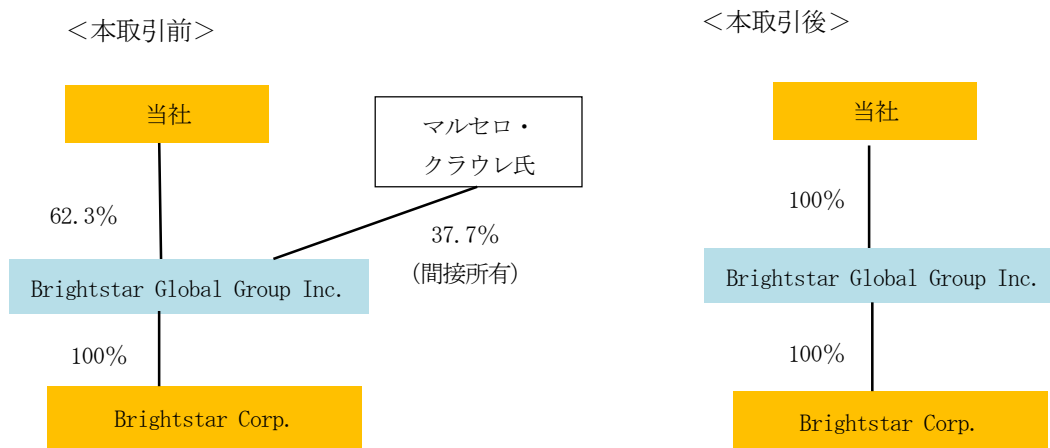 <本取引前>
当社
マルセロ・
クラウレ氏
62.3%
37.7%
(間接所有)
Brightstar Global Group Inc.
100%
Brightstar Corp.
<本取引後>
当社
100%
Brightstar Global Group Inc.
100%
Brightstar Corp.